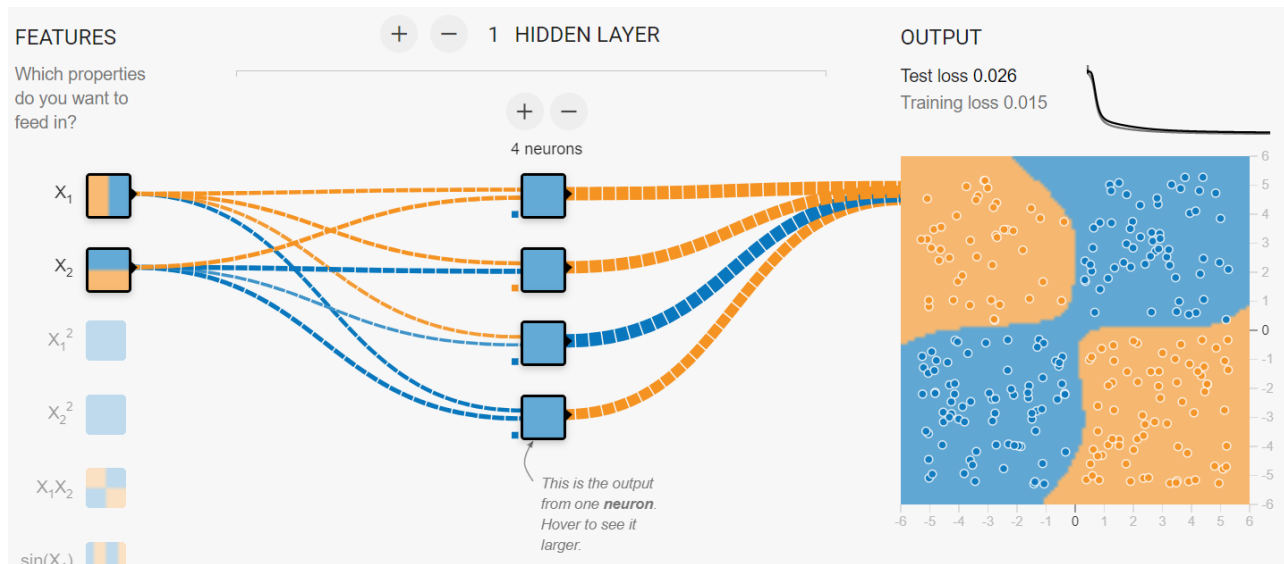 FEATURES
Which properties
do you want to
feed in?
+ − 1 HIDDEN LAYER
+ −
4 neurons
X₁
X₂
X₁²
X₂²
X₁X₂
sin(X₁)
This is the output
from one neuron.
Hover to see it
larger.
OUTPUT
Test loss 0.026
Training loss 0.015
6
5
4
3
2
1
0
-1
-2
-3
-4
-5
-6
-6 -5 -4 -3 -2 -1 0 1 2 3 4 5 6